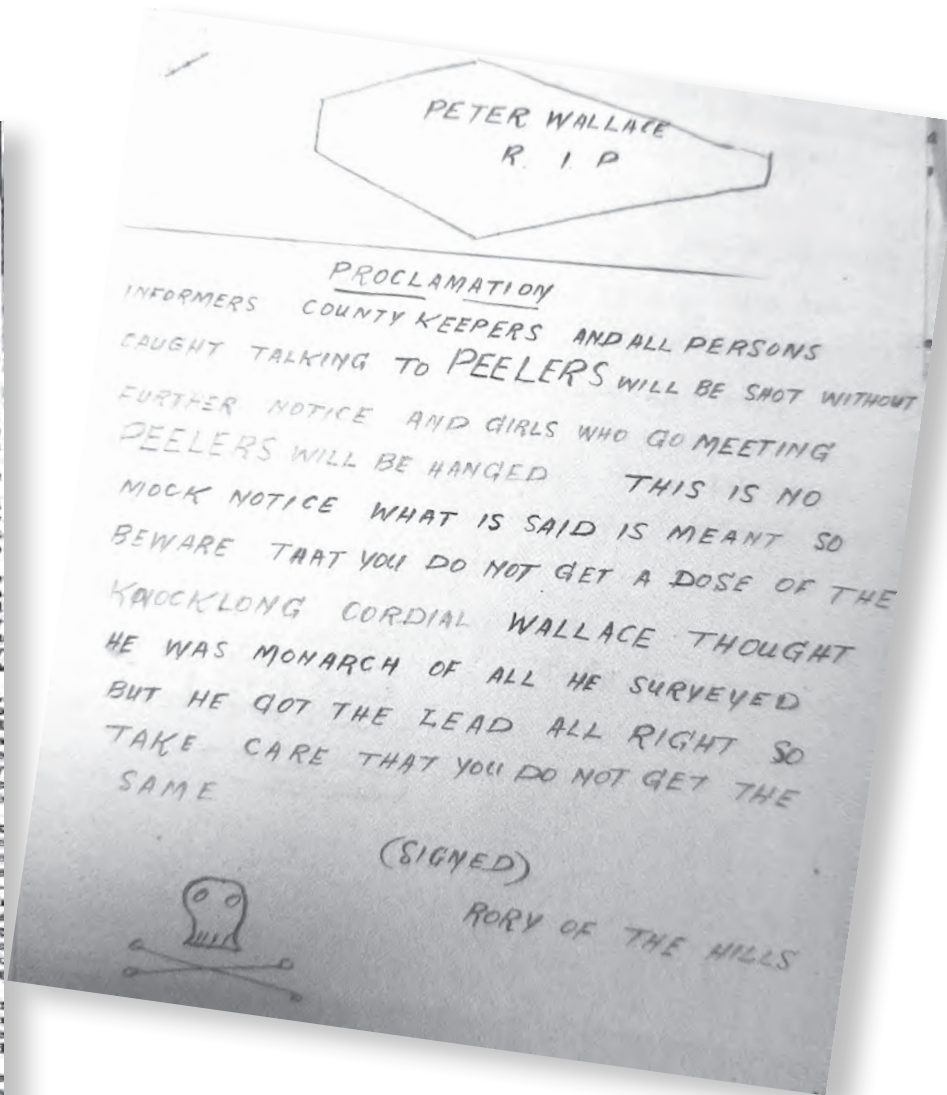 PETER WALLACE
R. I. P
PROCLAMATION
INFORMERS COUNTY KEEPERS AND ALL PERSONS
CAUGHT TALKING TO PEELERS WILL BE SHOT WITHOUT
FURTHER NOTICE AND GIRLS WHO GO MEETING
PEELERS WILL BE HANGED THIS IS NO
MOCK NOTICE WHAT IS SAID IS MEANT SO
BEWARE THAT YOU DO NOT GET A DOSE OF THE
KNOCKLONG CORDIAL WALLACE THOUGHT
HE WAS MONARCH OF ALL HE SURVEYED
BUT HE GOT THE LEAD ALL RIGHT SO
TAKE CARE THAT YOU DO NOT GET THE
SAME
(SIGNED)
RORY OF THE HILLS